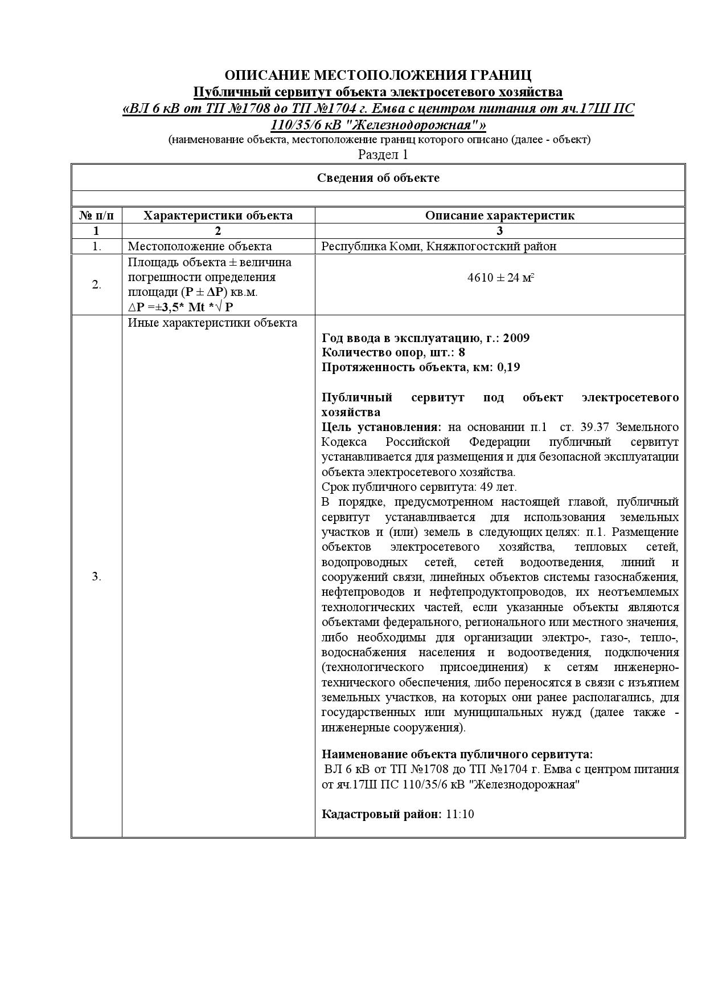 ОПИСАНИЕ МЕСТОПОЛОЖЕНИЯ ГРАНИЦ
Публичный сервитут объекта электросетевого хозяйства
«ВЛ 6 кВ от ТП №1708 до ТП №1704 г. Емва с центром питания от яч.17Ш ПС
110/35/6 кВ "Железнодорожная"»
(наименование объекта, местоположение границ которого описано (далее - объект)
Раздел 1
Сведения об объекте
№ п/п Характеристики объекта Описание характеристик
1 2 3
1. Местоположение объекта Республика Коми, Княжпогостский район
2.
Площадь объекта ± величина
погрешности определения
площади (P ± ΔP) кв.м.
△P =±3,5* Mt *√ P
4610 ± 24 м²
3.
Иные характеристики объекта
Год ввода в эксплуатацию, г.: 2009
Количество опор, шт.: 8
Протяженность объекта, км: 0,19
Публичный сервитут под объект электросетевого
хозяйства
Цель установления: на основании п.1 ст. 39.37 Земельного
Кодекса Российской Федерации публичный сервитут
устанавливается для размещения и для безопасной эксплуатации
объекта электросетевого хозяйства.
Срок публичного сервитута: 49 лет.
В порядке, предусмотренном настоящей главой, публичный
сервитут устанавливается для использования земельных
участков и (или) земель в следующих целях: п.1. Размещение
объектов электросетевого хозяйства, тепловых сетей,
водопроводных сетей, сетей водоотведения, линий и
сооружений связи, линейных объектов системы газоснабжения,
нефтепроводов и нефтепродуктопроводов, их неотъемлемых
технологических частей, если указанные объекты являются
объектами федерального, регионального или местного значения,
либо необходимы для организации электро-, газо-, тепло-,
водоснабжения населения и водоотведения, подключения
(технологического присоединения) к сетям инженерно-
технического обеспечения, либо переносятся в связи с изъятием
земельных участков, на которых они ранее располагались, для
государственных или муниципальных нужд (далее также -
инженерные сооружения).
Наименование объекта публичного сервитута:
ВЛ 6 кВ от ТП №1708 до ТП №1704 г. Емва с центром питания
от яч.17Ш ПС 110/35/6 кВ "Железнодорожная"
Кадастровый район: 11:10